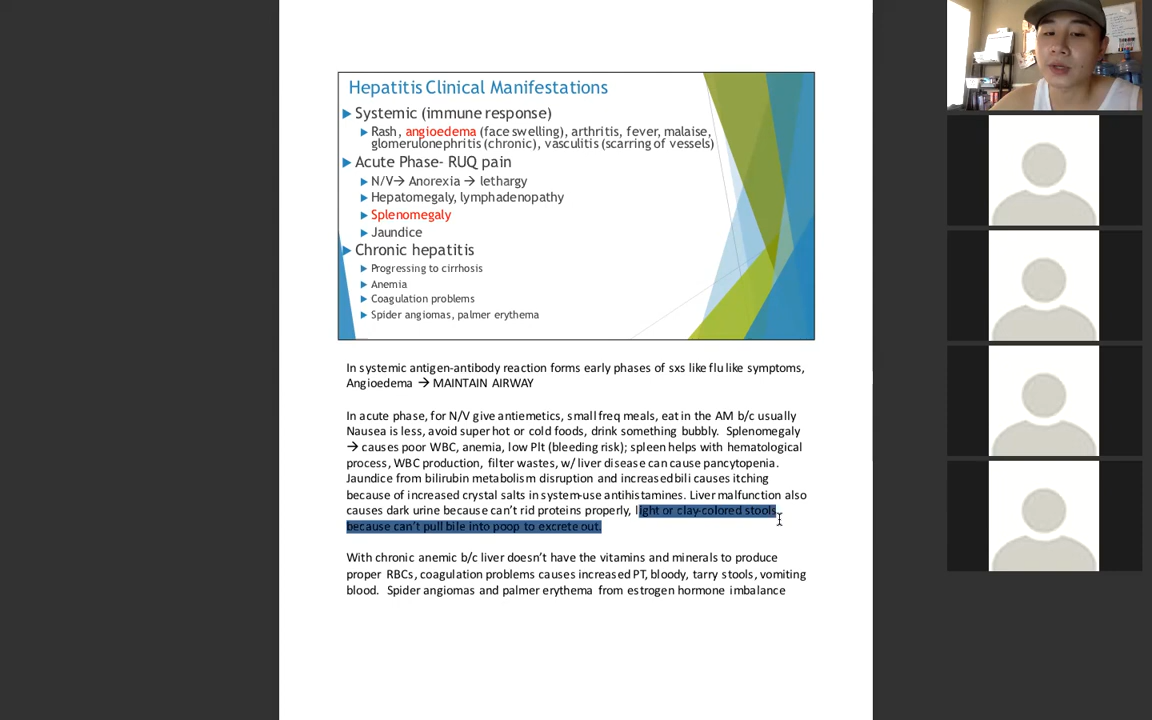 Hepatitis Clinical Manifestations
Systemic (immune response)
Rash, angioedema (face swelling), arthritis, fever, malaise,
glomerulonephritis (chronic), vasculitis (scarring of vessels)
Acute Phase- RUQ pain
N/V→ Anorexia → lethargy
Hepatomegaly, lymphadenopathy
Splenomegaly
Jaundice
Chronic hepatitis
Progressing to cirrhosis
Anemia
Coagulation problems
Spider angiomas, palmer erythema
In systemic antigen-antibody reaction forms early phases of sxs like flu like symptoms,
Angioedema → MAINTAIN AIRWAY
In acute phase, for N/V give antiemetics, small freq meals, eat in the AM b/c usually
Nausea is less, avoid super hot or cold foods, drink something bubbly. Splenomegaly
→ causes poor WBC, anemia, low Plt (bleeding risk); spleen helps with hematological
process, WBC production, filter wastes, w/ liver disease can cause pancytopenia.
Jaundice from bilirubin metabolism disruption and increased bili causes itching
because of increased crystal salts in system-use antihistamines. Liver malfunction also
causes dark urine because can't rid proteins properly, light or clay-colored stools
because can't pull bile into poop to excrete out.
With chronic anemic b/c liver doesn't have the vitamins and minerals to produce
proper RBCs, coagulation problems causes increased PT, bloody, tarry stools, vomiting
blood. Spider angiomas and palmer erythema from estrogen hormone imbalance